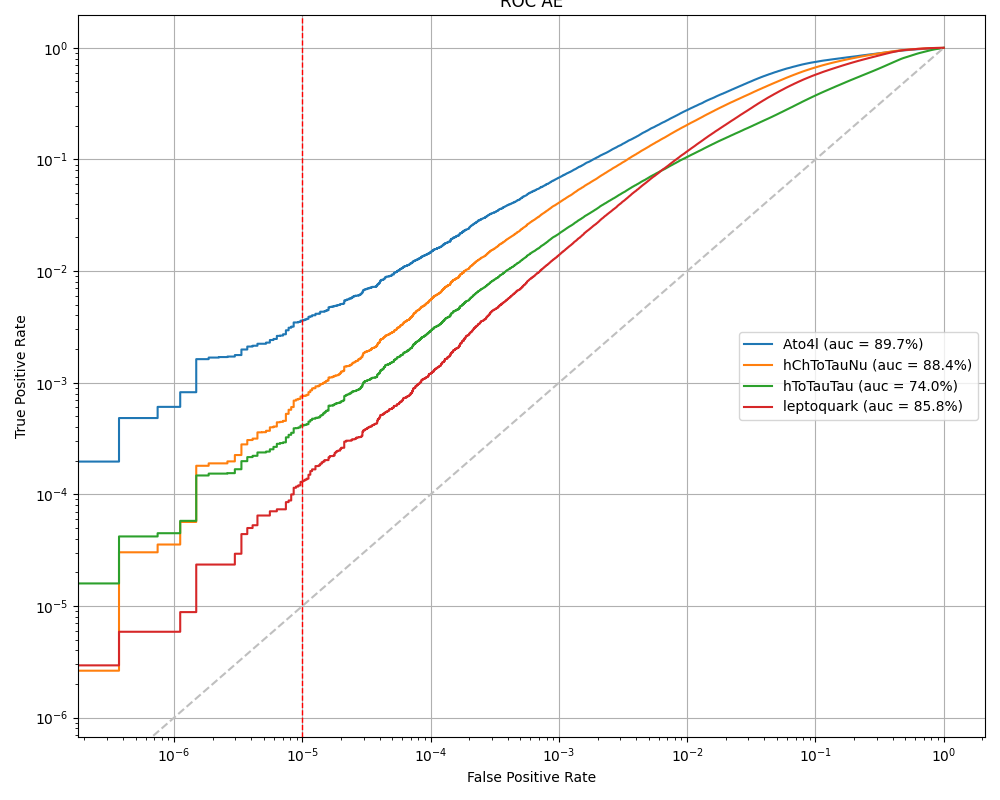 ROC AE
10⁰
10⁻¹
10⁻²
10⁻³
10⁻⁴
10⁻⁵
10⁻⁶
True Positive Rate
Ato4l (auc = 89.7%)
hChToTauNu (auc = 88.4%)
hToTauTau (auc = 74.0%)
leptoquark (auc = 85.8%)
10⁻⁶ 10⁻⁵ 10⁻⁴ 10⁻³ 10⁻² 10⁻¹ 10⁰
False Positive Rate